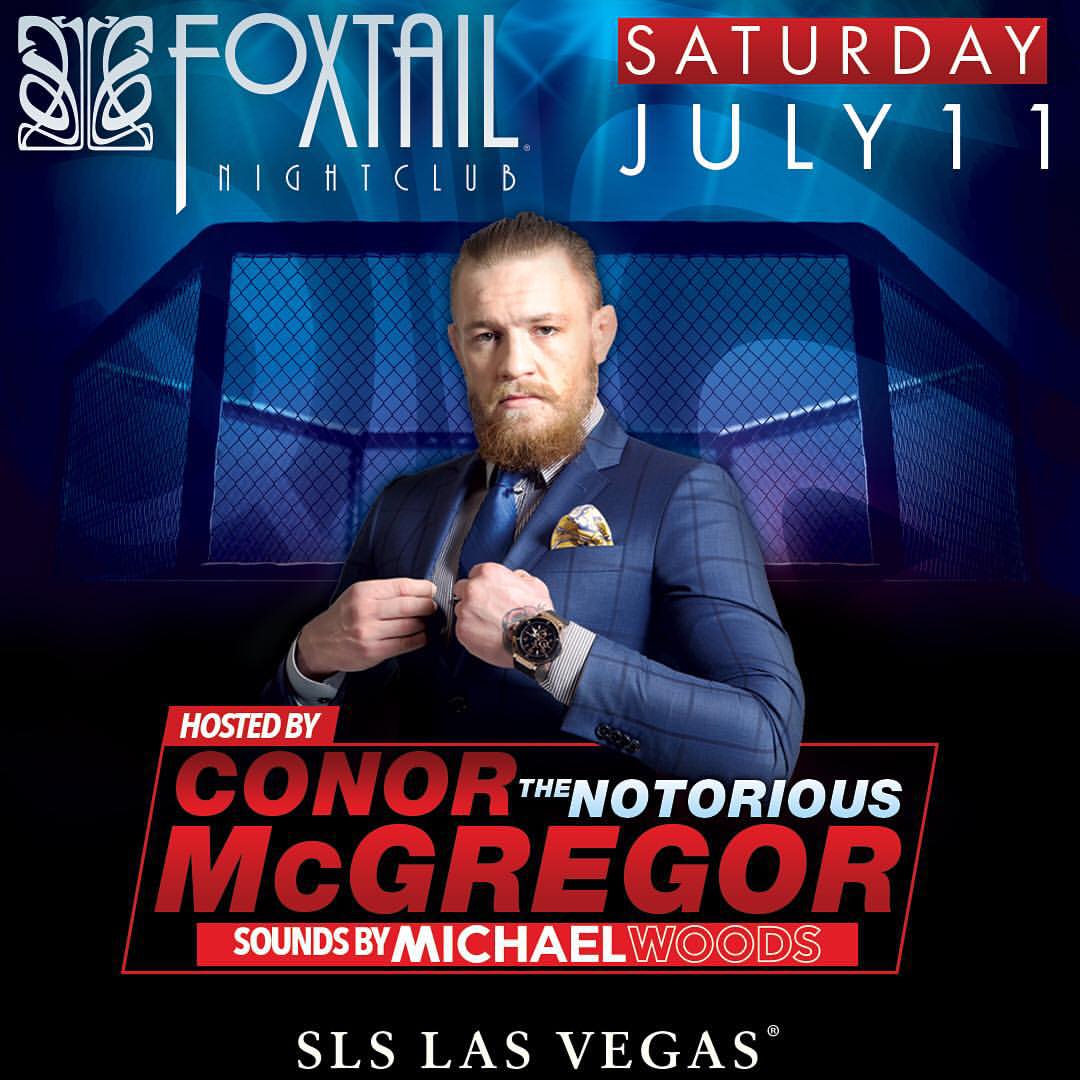 FOXTAIL®
NIGHTCLUB
SATURDAY
JULY 11
HOSTED BY
CONOR THE NOTORIOUS
McGREGOR
SOUNDS BY MICHAEL WOODS
SLS LAS VEGAS®